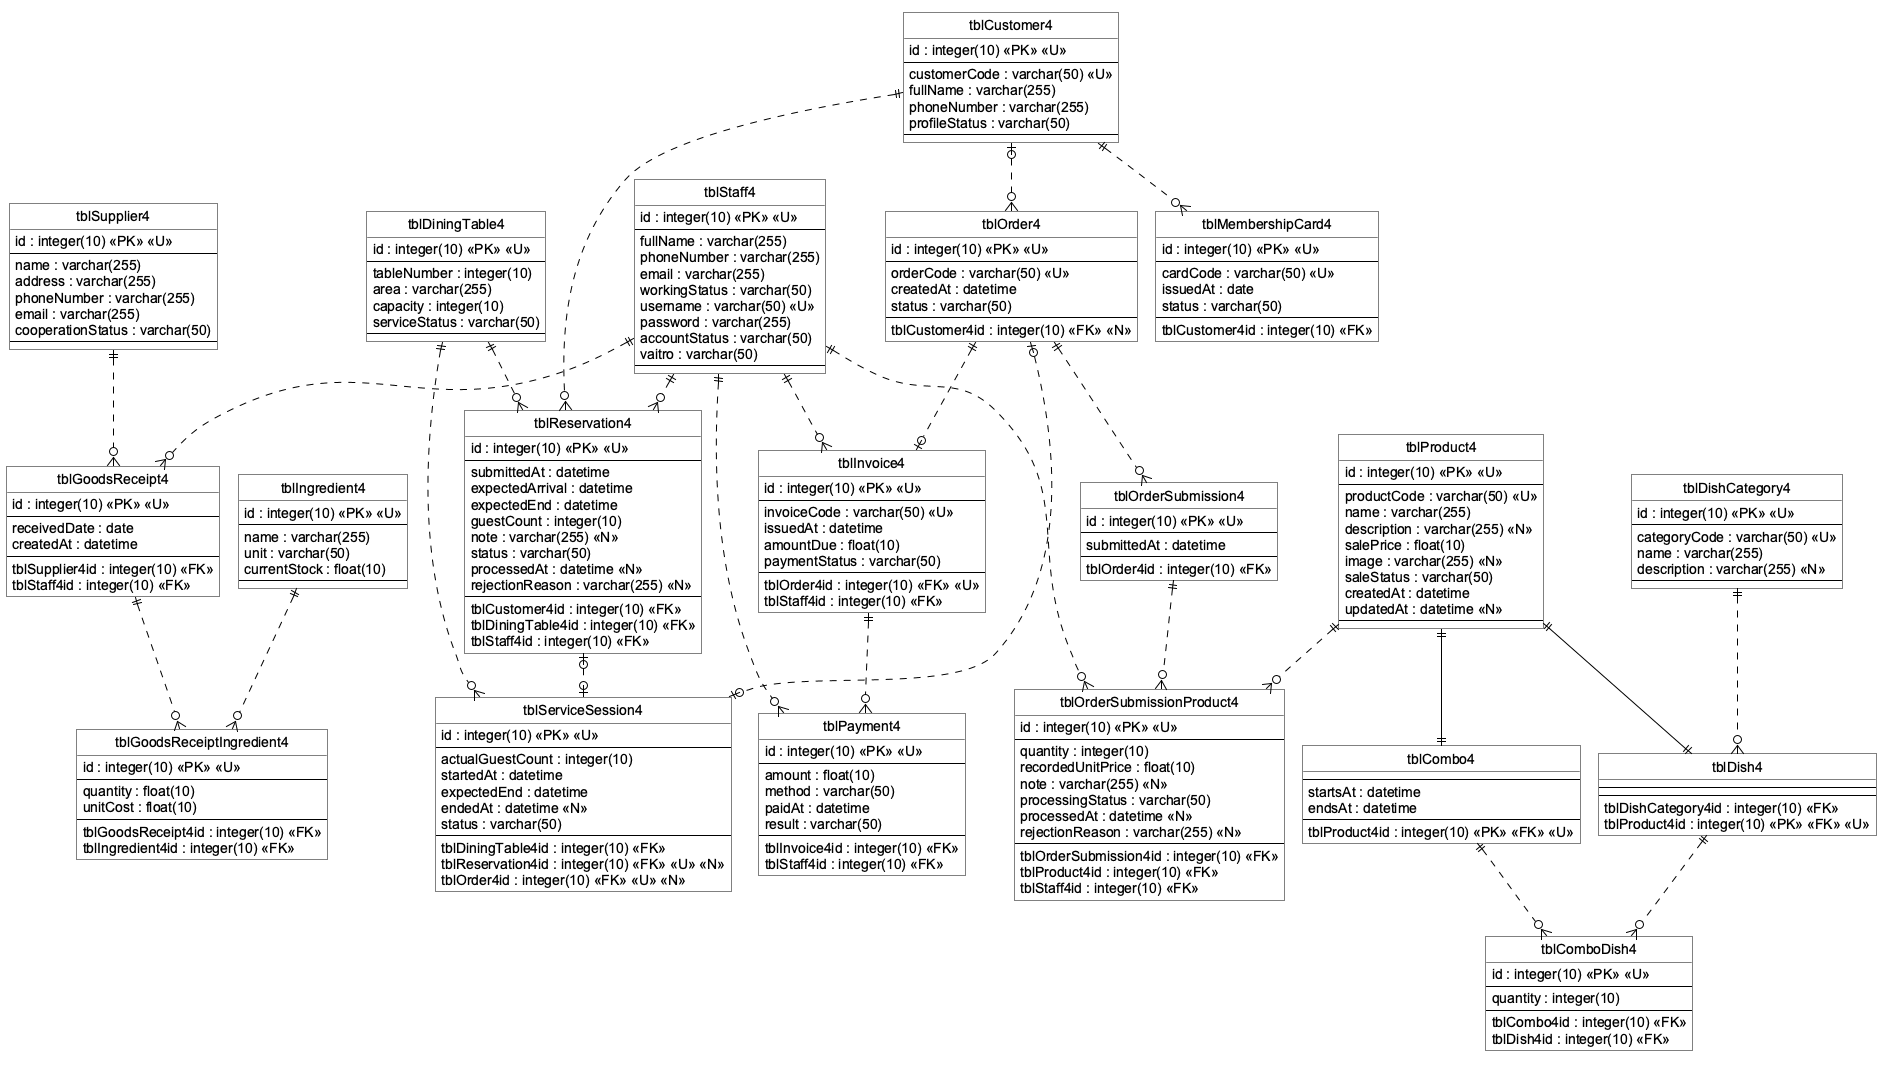 tblCustomer4
id : integer(10) «PK» «U»
customerCode : varchar(50) «U»
fullName : varchar(255)
phoneNumber : varchar(255)
profileStatus : varchar(50)
tblStaff4
id : integer(10) «PK» «U»
fullName : varchar(255)
phoneNumber : varchar(255)
email : varchar(255)
workingStatus : varchar(50)
username : varchar(50) «U»
password : varchar(255)
accountStatus : varchar(50)
vaitro : varchar(50)
tblSupplier4
id : integer(10) «PK» «U»
name : varchar(255)
address : varchar(255)
phoneNumber : varchar(255)
email : varchar(255)
cooperationStatus : varchar(50)
tblDiningTable4
id : integer(10) «PK» «U»
tableNumber : integer(10)
area : varchar(255)
capacity : integer(10)
serviceStatus : varchar(50)
tblOrder4
id : integer(10) «PK» «U»
orderCode : varchar(50) «U»
createdAt : datetime
status : varchar(50)
tblCustomer4id : integer(10) «FK» «N»
tblMembershipCard4
id : integer(10) «PK» «U»
cardCode : varchar(50) «U»
issuedAt : date
status : varchar(50)
tblCustomer4id : integer(10) «FK»
tblReservation4
id : integer(10) «PK» «U»
submittedAt : datetime
expectedArrival : datetime
expectedEnd : datetime
guestCount : integer(10)
note : varchar(255) «N»
status : varchar(50)
processedAt : datetime «N»
rejectionReason : varchar(255) «N»
tblCustomer4id : integer(10) «FK»
tblDiningTable4id : integer(10) «FK»
tblStaff4id : integer(10) «FK»
tblProduct4
id : integer(10) «PK» «U»
productCode : varchar(50) «U»
name : varchar(255)
description : varchar(255) «N»
salePrice : float(10)
image : varchar(255) «N»
saleStatus : varchar(50)
createdAt : datetime
updatedAt : datetime «N»
tblInvoice4
id : integer(10) «PK» «U»
invoiceCode : varchar(50) «U»
issuedAt : datetime
amountDue : float(10)
paymentStatus : varchar(50)
tblOrder4id : integer(10) «FK» «U»
tblStaff4id : integer(10) «FK»
tblGoodsReceipt4
id : integer(10) «PK» «U»
receivedDate : date
createdAt : datetime
tblSupplier4id : integer(10) «FK»
tblStaff4id : integer(10) «FK»
tblIngredient4
id : integer(10) «PK» «U»
name : varchar(255)
unit : varchar(50)
currentStock : float(10)
tblOrderSubmission4
id : integer(10) «PK» «U»
submittedAt : datetime
tblOrder4id : integer(10) «FK»
tblDishCategory4
id : integer(10) «PK» «U»
categoryCode : varchar(50) «U»
name : varchar(255)
description : varchar(255) «N»
tblOrderSubmissionProduct4
id : integer(10) «PK» «U»
quantity : integer(10)
recordedUnitPrice : float(10)
note : varchar(255) «N»
processingStatus : varchar(50)
processedAt : datetime «N»
rejectionReason : varchar(255) «N»
tblOrderSubmission4id : integer(10) «FK»
tblProduct4id : integer(10) «FK»
tblStaff4id : integer(10) «FK»
tblServiceSession4
id : integer(10) «PK» «U»
actualGuestCount : integer(10)
startedAt : datetime
expectedEnd : datetime
endedAt : datetime «N»
status : varchar(50)
tblDiningTable4id : integer(10) «FK»
tblReservation4id : integer(10) «FK» «U» «N»
tblOrder4id : integer(10) «FK» «U» «N»
tblPayment4
id : integer(10) «PK» «U»
amount : float(10)
method : varchar(50)
paidAt : datetime
result : varchar(50)
tblInvoice4id : integer(10) «FK»
tblStaff4id : integer(10) «FK»
tblGoodsReceiptIngredient4
id : integer(10) «PK» «U»
quantity : float(10)
unitCost : float(10)
tblGoodsReceipt4id : integer(10) «FK»
tblIngredient4id : integer(10) «FK»
tblCombo4
startsAt : datetime
endsAt : datetime
tblProduct4id : integer(10) «PK» «FK» «U»
tblDish4
tblDishCategory4id : integer(10) «FK»
tblProduct4id : integer(10) «PK» «FK» «U»
tblComboDish4
id : integer(10) «PK» «U»
quantity : integer(10)
tblCombo4id : integer(10) «FK»
tblDish4id : integer(10) «FK»